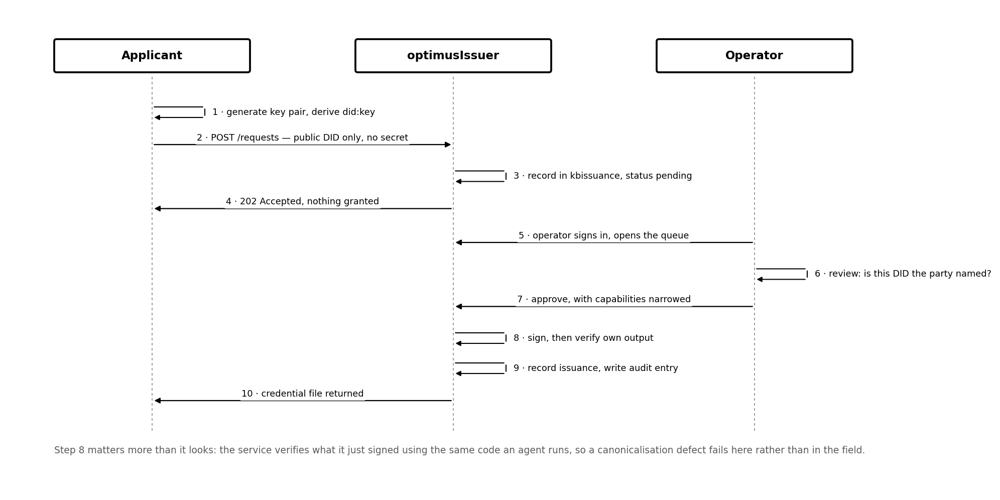 Applicant
optimusIssuer
Operator
1 · generate key pair, derive did:key
2 · POST /requests — public DID only, no secret
3 · record in kbissuance, status pending
4 · 202 Accepted, nothing granted
5 · operator signs in, opens the queue
6 · review: is this DID the party named?
7 · approve, with capabilities narrowed
8 · sign, then verify own output
9 · record issuance, write audit entry
10 · credential file returned
Step 8 matters more than it looks: the service verifies what it just signed using the same code an agent runs, so a canonicalisation defect fails here rather than in the field.